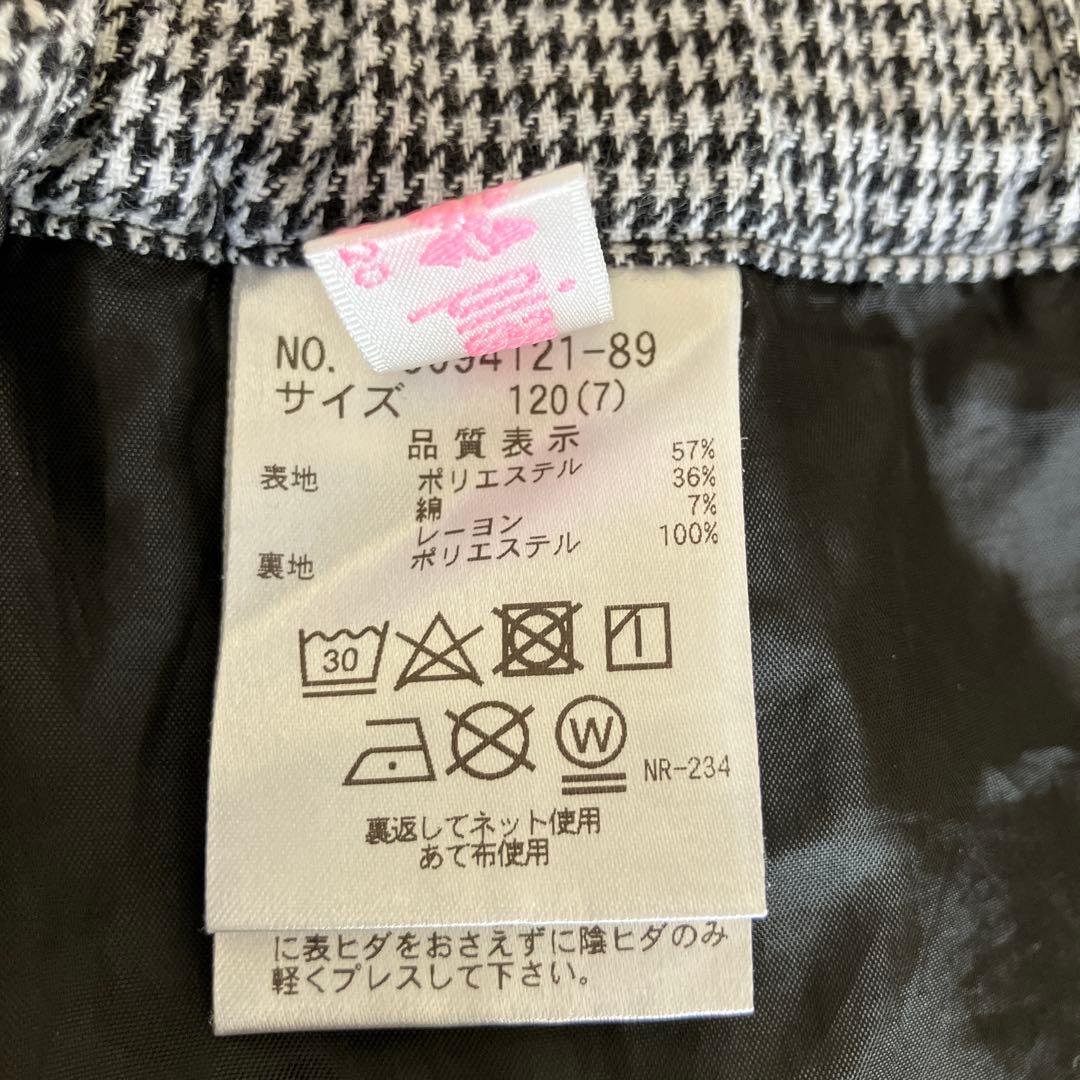 20
NO. 94121-89
サイズ 120(7)
品質表示
表地 ポリエステル 57%
綿 36%
レーヨン 7%
裏地 ポリエステル 100%
30
W
NR-234
裏返してネット使用
あて布使用
に表ヒダをおさえずに陰ヒダのみ
軽くプレスして下さい。